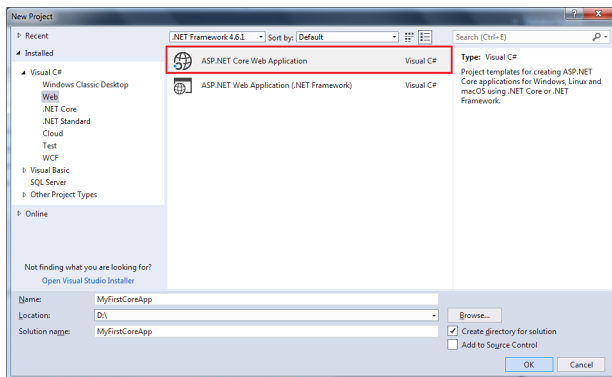 New Project
Recent
.NET Framework 4.6.1
Sort by: Default
Search (Ctrl+E)
Installed
Visual C#
Windows Classic Desktop
Web
.NET Core
.NET Standard
Cloud
Test
WCF
Visual Basic
SQL Server
Other Project Types
Online
Not finding what you are looking for?
Open Visual Studio Installer
ASP.NET Core Web Application Visual C#
ASP.NET Web Application (.NET Framework) Visual C#
Type: Visual C#
Project templates for creating ASP.NET
Core applications for Windows, Linux and
macOS using .NET Core or .NET
Framework.
Name: MyFirstCoreApp
Location: D:\
Browse...
Solution name: MyFirstCoreApp
Create directory for solution
Add to Source Control
OK
Cancel